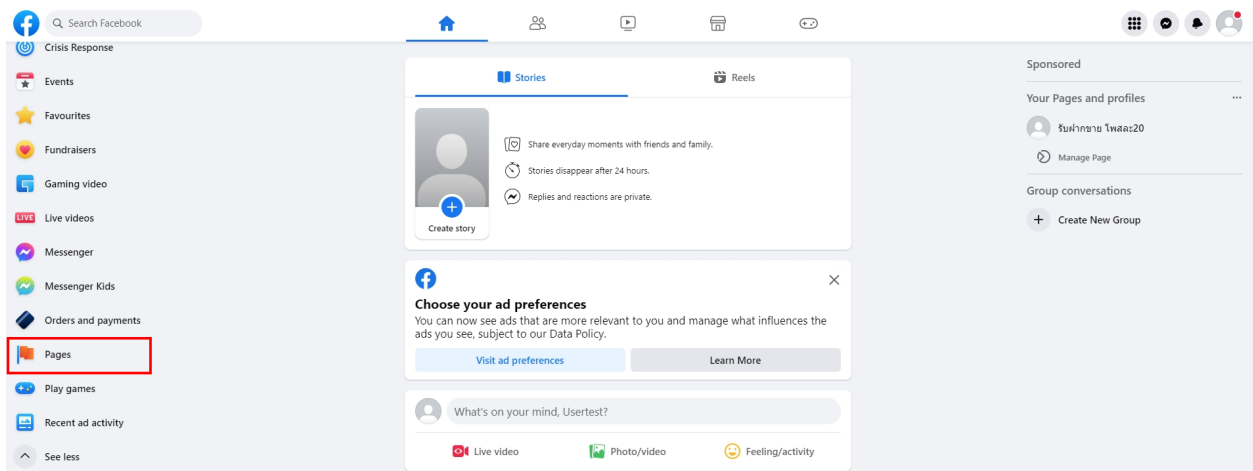 Search Facebook
Crisis Response
Events
Favourites
Fundraisers
Gaming video
LIVE Live videos
Messenger
Messenger Kids
Orders and payments
Pages
Play games
Recent ad activity
See less
Stories
Reels
Share everyday moments with friends and family.
Stories disappear after 24 hours.
Replies and reactions are private.
Create story
Choose your ad preferences
You can now see ads that are more relevant to you and manage what influences the
ads you see, subject to our Data Policy.
Visit ad preferences
Learn More
What's on your mind, Usertest?
Live video
Photo/video
Feeling/activity
Sponsored
Your Pages and profiles
รับฝากขาย โพสละ20
Manage Page
Group conversations
Create New Group